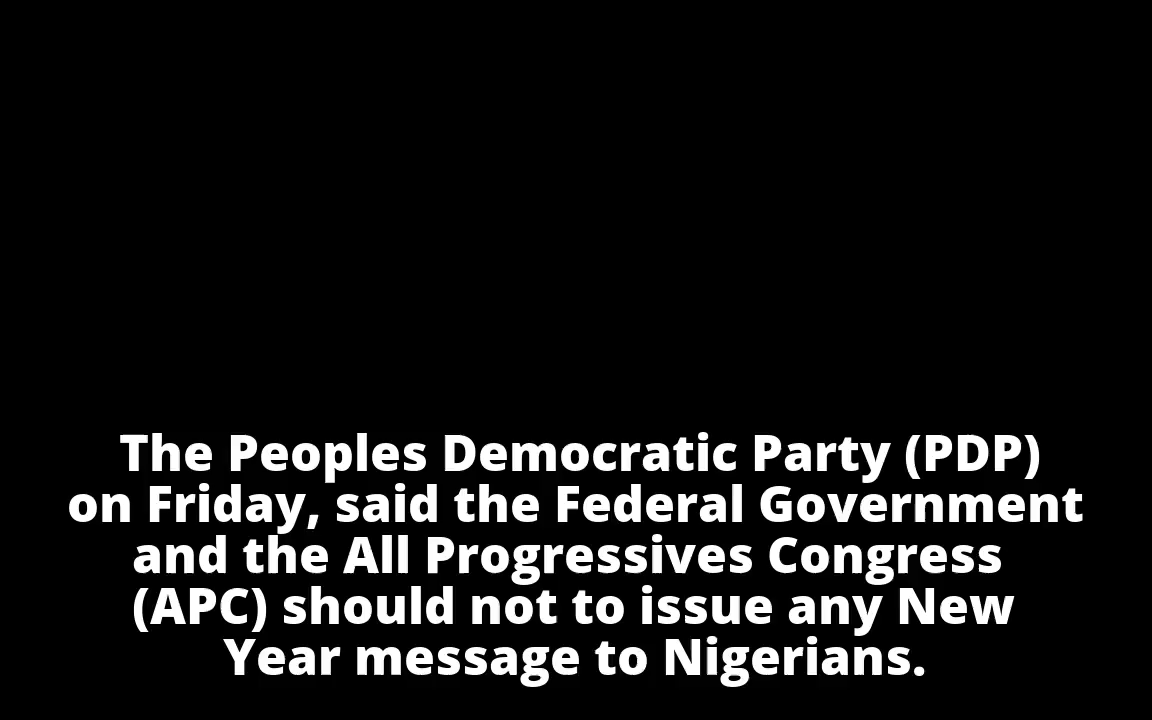 The Peoples Democratic Party (PDP)
on Friday, said the Federal Government
and the All Progressives Congress
(APC) should not to issue any New
Year message to Nigerians.